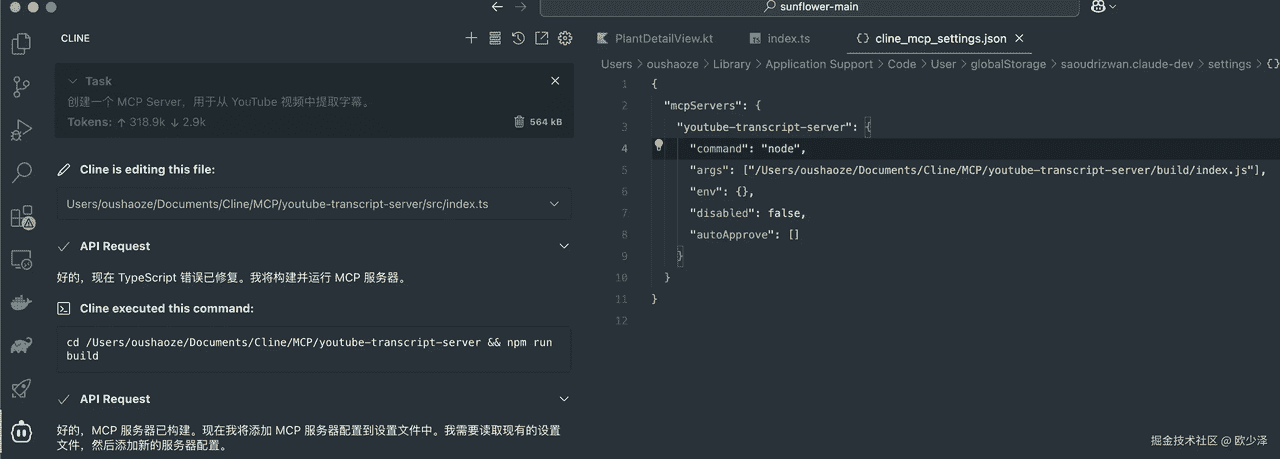 sunflower-main
CLINE
Task
创建一个 MCP Server，用于从 YouTube 视频中提取字幕。
Tokens: ↑ 318.9k ↓ 2.9k
564 kB
Cline is editing this file:
Users/oushaoze/Documents/Cline/MCP/youtube-transcript-server/src/index.ts
API Request
好的，现在 TypeScript 错误已修复。我将构建并运行 MCP 服务器。
Cline executed this command:
cd /Users/oushaoze/Documents/Cline/MCP/youtube-transcript-server && npm run
build
API Request
好的，MCP 服务器已构建。现在我将添加 MCP 服务器配置到设置文件中。我需要读取现有的设置
文件，然后添加新的服务器配置。
PlantDetailView.kt
index.ts
{} cline_mcp_settings.json
Users > oushaoze > Library > Application Support > Code > User > globalStorage > saoudrizwan.claude-dev > settings > {}
1 {
2 "mcpServers": {
3 "youtube-transcript-server": {
4 "command": "node",
5 "args": ["/Users/oushaoze/Documents/Cline/MCP/youtube-transcript-server/build/index.js"],
6 "env": {},
7 "disabled": false,
8 "autoApprove": []
9 }
10 }
11 }
12
掘金技术社区 @ 欧少泽